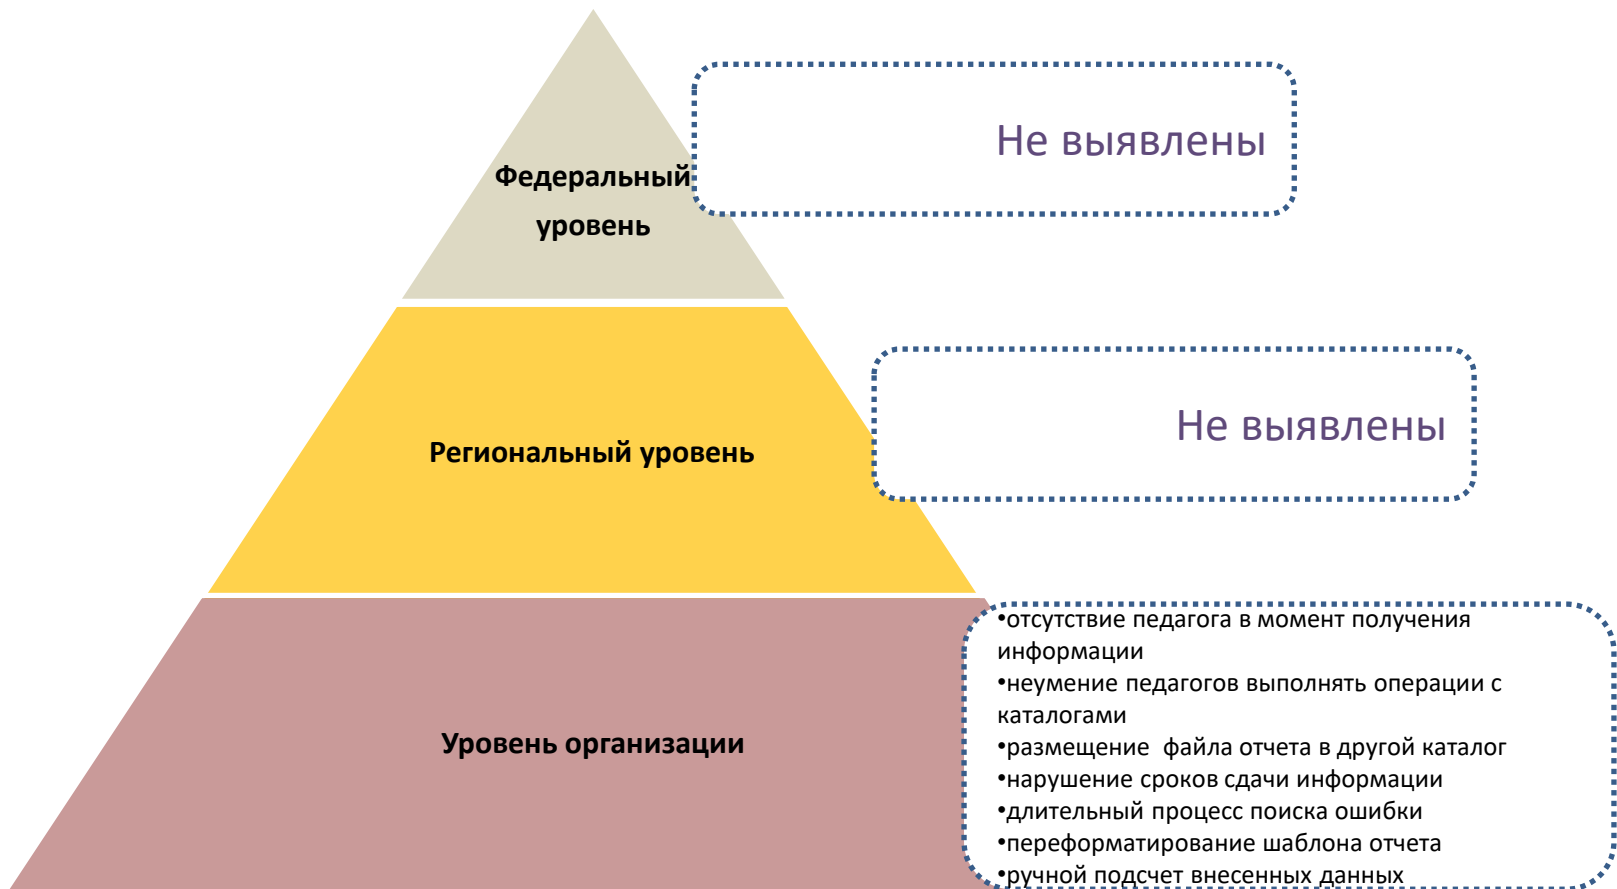 Не выявлены
Федеральный
уровень
Не выявлены
Региональный уровень
•отсутствие педагога в момент получения
информации
•неумение педагогов выполнять операции с
каталогами
•размещение  файла отчета в другой каталог
•нарушение сроков сдачи информации
•длительный процесс поиска ошибки
•переформатирование шаблона отчета
•ручной подсчет внесенных данных
Уровень организации